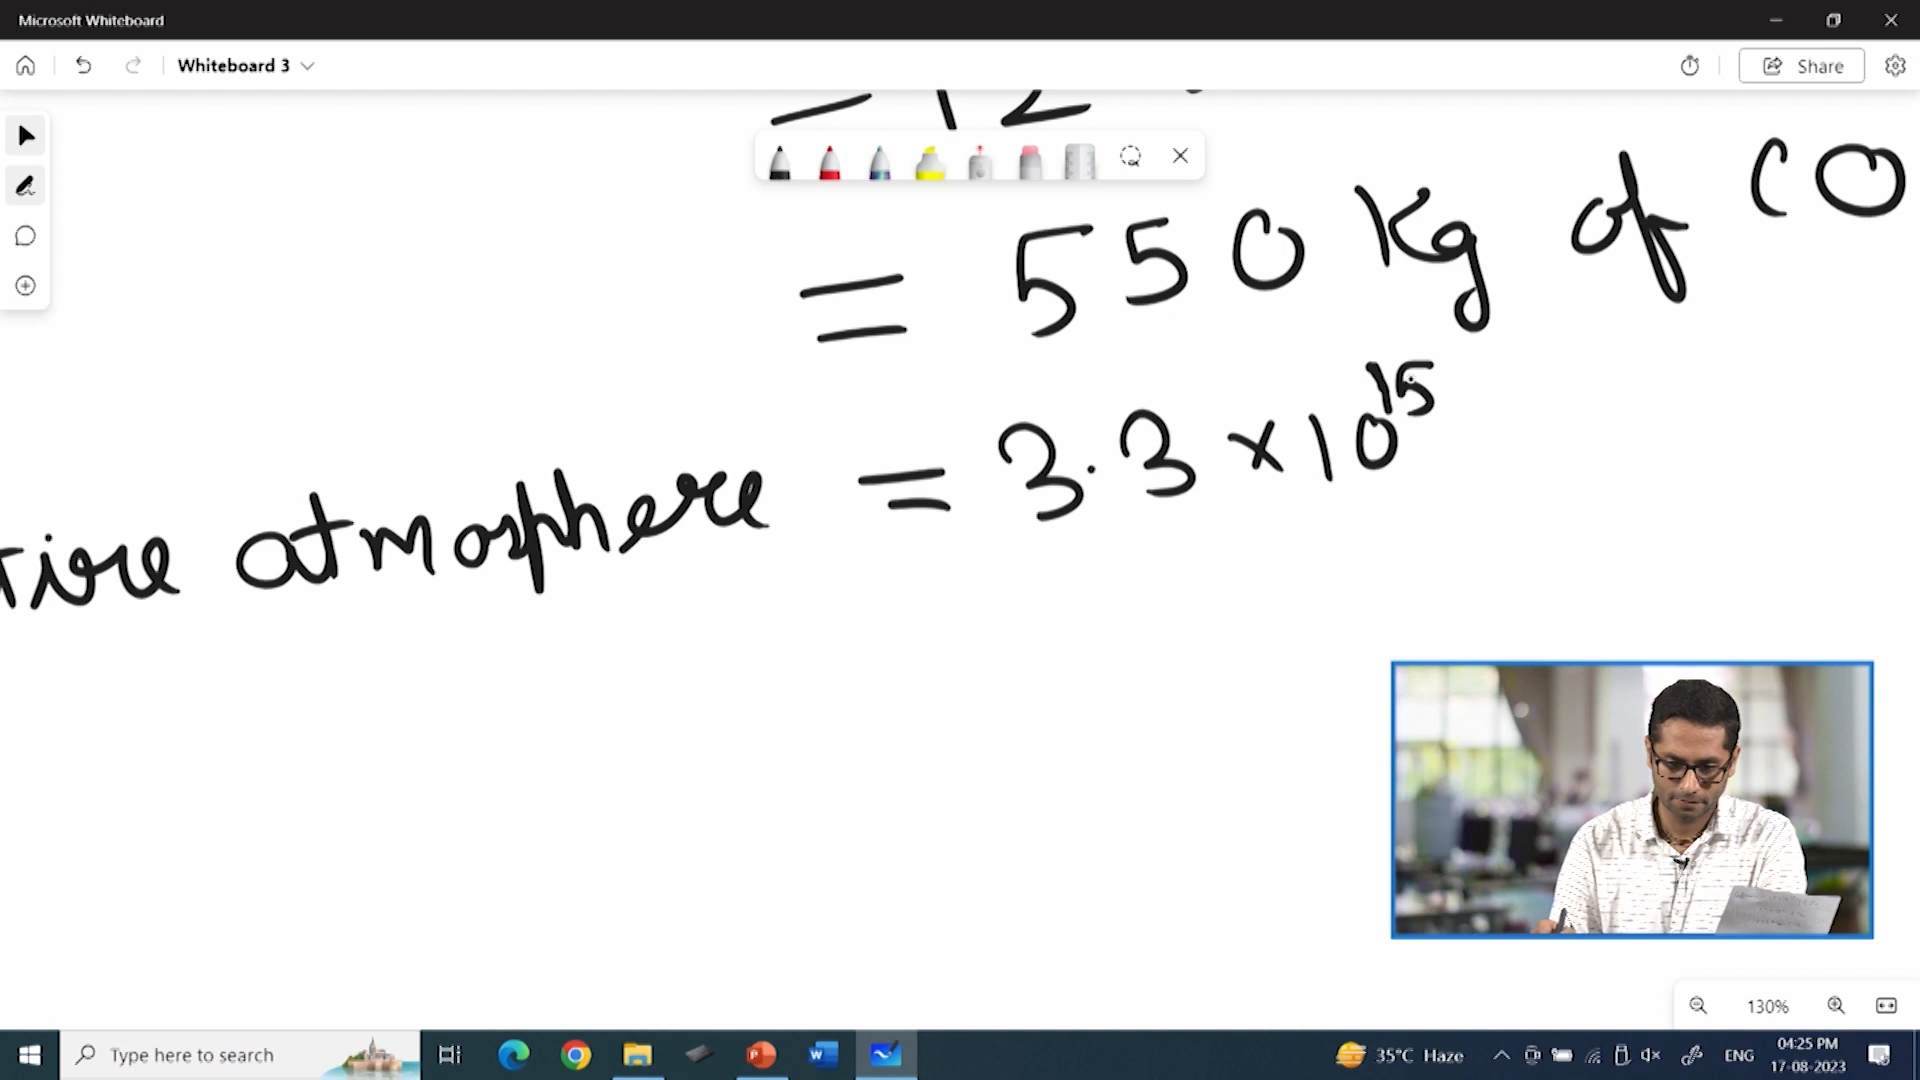 Microsoft Whiteboard
Whiteboard 3
Share
12
= 550 Kg of CO
tire atmosphere = 3.3 × 10^15
130%
Type here to search
35°C Haze
ENG
04:25 PM
17-08-2023